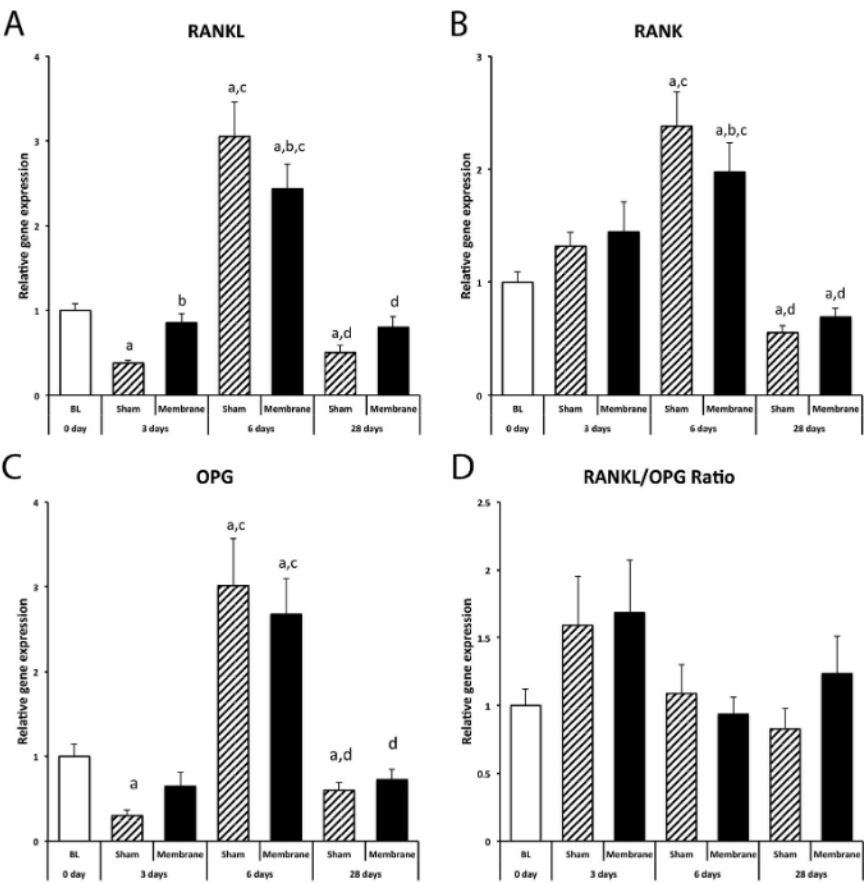 A
RANKL
Relative gene expression
4
3
2
1
0
a
b
a,c
a,b,c
a,d
d
BL Sham Membrane Sham Membrane Sham Membrane
0 day 3 days 6 days 28 days
B
RANK
Relative gene expression
3
2
1
0
a,c
a,b,c
a,d
a,d
BL Sham Membrane Sham Membrane Sham Membrane
0 day 3 days 6 days 28 days
C
OPG
Relative gene expression
4
3
2
1
0
a
a,c
a,c
a,d
d
BL Sham Membrane Sham Membrane Sham Membrane
0 day 3 days 6 days 28 days
D
RANKL/OPG Ratio
Relative gene expression
2.5
2
1.5
1
0.5
0
BL Sham Membrane Sham Membrane Sham Membrane
0 day 3 days 6 days 28 days